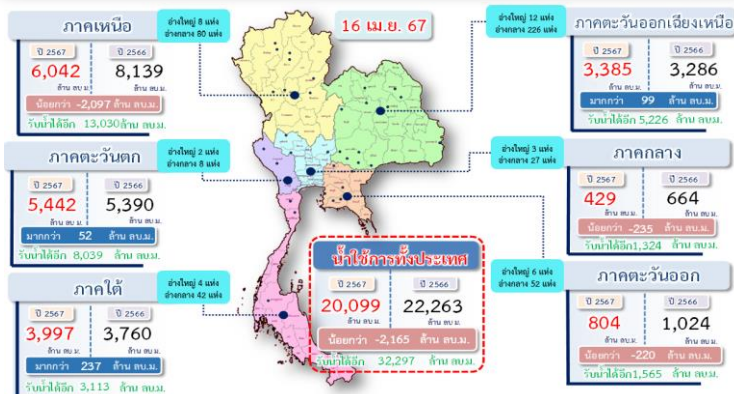 16 เม.ย. 67
ภาคเหนือ
อ่างใหญ่ 8 แห่ง
อ่างกลาง 80 แห่ง
ปี 2567 ปี 2566
6,042 8,139
ล้าน ลบ.ม. ล้าน ลบ.ม.
น้อยกว่า -2,097 ล้าน ลบ.ม.
รับน้ำได้อีก 13,030 ล้าน ลบ.ม.
ภาคตะวันออกเฉียงเหนือ
อ่างใหญ่ 12 แห่ง
อ่างกลาง 226 แห่ง
ปี 2567 ปี 2566
3,385 3,286
ล้าน ลบ.ม. ล้าน ลบ.ม.
มากกว่า 99 ล้าน ลบ.ม.
รับน้ำได้อีก 5,226 ล้าน ลบ.ม.
ภาคตะวันตก
อ่างใหญ่ 2 แห่ง
อ่างกลาง 8 แห่ง
ปี 2567 ปี 2566
5,442 5,390
ล้าน ลบ.ม. ล้าน ลบ.ม.
มากกว่า 52 ล้าน ลบ.ม.
รับน้ำได้อีก 8,039 ล้าน ลบ.ม.
ภาคกลาง
อ่างใหญ่ 3 แห่ง
อ่างกลาง 27 แห่ง
ปี 2567 ปี 2566
429 664
ล้าน ลบ.ม. ล้าน ลบ.ม.
น้อยกว่า -235 ล้าน ลบ.ม.
รับน้ำได้อีก 1,324 ล้าน ลบ.ม.
ภาคใต้
อ่างใหญ่ 4 แห่ง
อ่างกลาง 42 แห่ง
ปี 2567 ปี 2566
3,997 3,760
ล้าน ลบ.ม. ล้าน ลบ.ม.
มากกว่า 237 ล้าน ลบ.ม.
รับน้ำได้อีก 3,113 ล้าน ลบ.ม.
น้ำใช้การทั้งประเทศ
ปี 2567 ปี 2566
20,099 22,263
ล้าน ลบ.ม. ล้าน ลบ.ม.
น้อยกว่า -2,165 ล้าน ลบ.ม.
รับน้ำได้อีก 32,297 ล้าน ลบ.ม.
ภาคตะวันออก
อ่างใหญ่ 6 แห่ง
อ่างกลาง 52 แห่ง
ปี 2567 ปี 2566
804 1,024
ล้าน ลบ.ม. ล้าน ลบ.ม.
น้อยกว่า -220 ล้าน ลบ.ม.
รับน้ำได้อีก 1,565 ล้าน ลบ.ม.